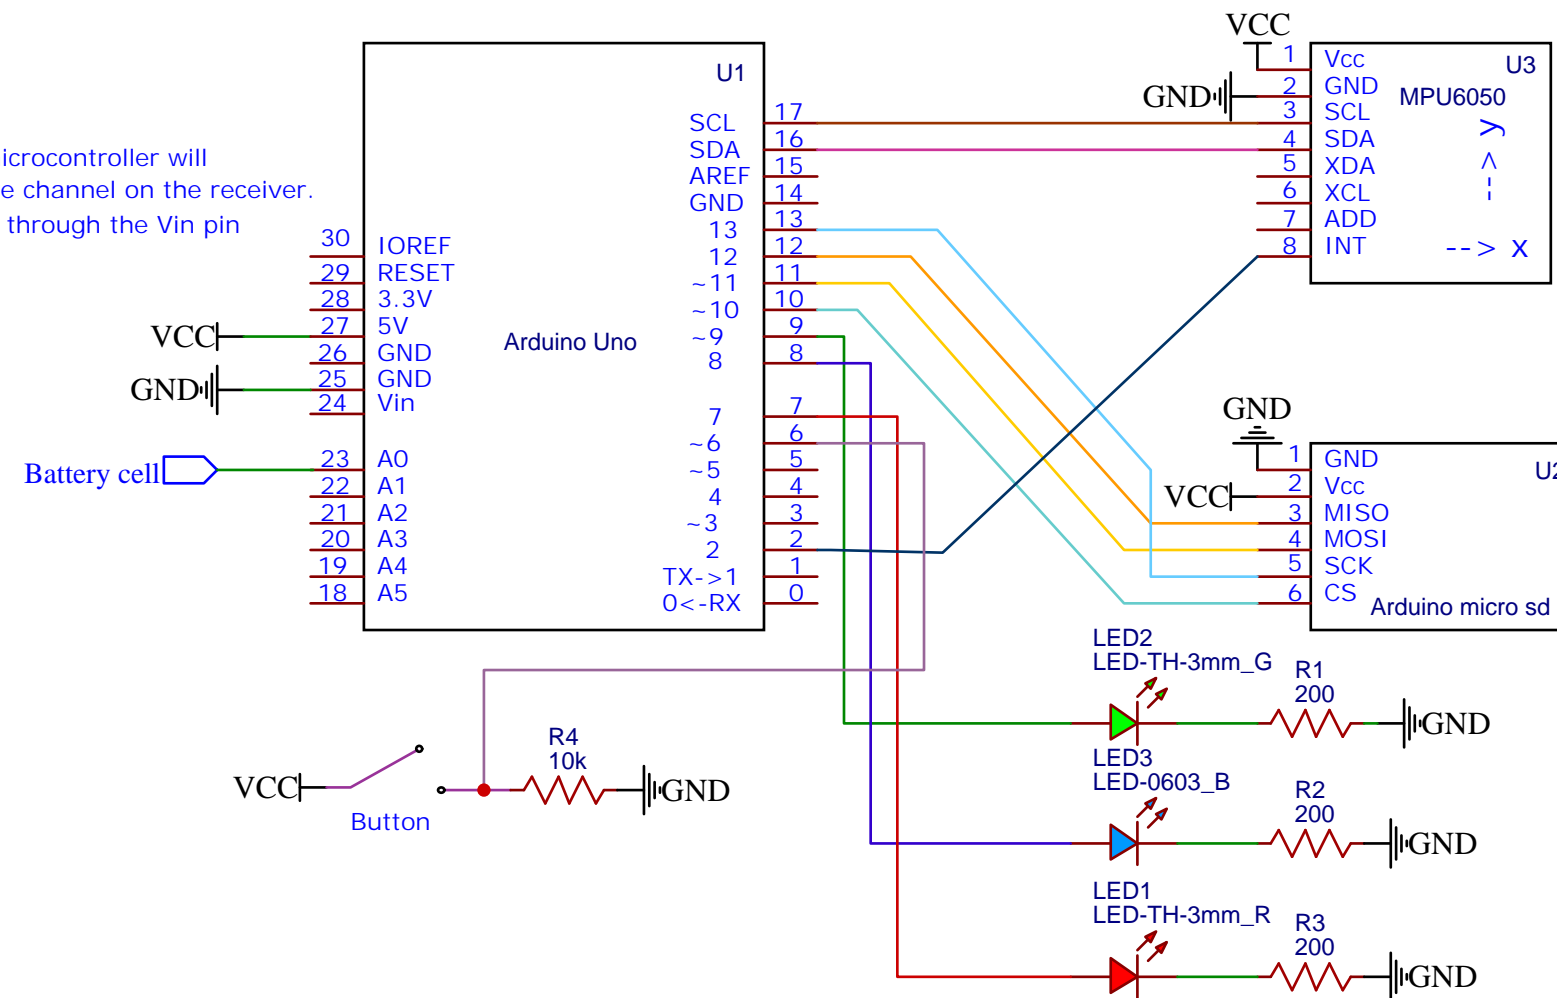 icrocontroller will
e channel on the receiver.
through the Vin pin
U1
Arduino Uno
30 IOREF
29 RESET
28 3.3V
27 5V
26 GND
25 GND
24 Vin
23 A0
22 A1
21 A2
20 A3
19 A4
18 A5
VCC
GND
Battery cell
SCL 17
SDA 16
AREF 15
GND 14
13 13
12 12
~11 11
~10 10
~9 9
8 8
7 7
~6 6
~5 5
4 4
~3 3
2 2
TX->1 1
0<-RX 0
VCC
GND
U3
MPU6050
1 Vcc
2 GND
3 SCL
4 SDA
5 XDA
6 XCL
7 ADD
8 INT
--> y
--> x
GND
VCC
U2
1 GND
2 Vcc
3 MISO
4 MOSI
5 SCK
6 CS
Arduino micro sd
LED2
LED-TH-3mm_G
R1
200
GND
LED3
LED-0603_B
R2
200
GND
LED1
LED-TH-3mm_R
R3
200
GND
VCC
Button
R4
10k
GND